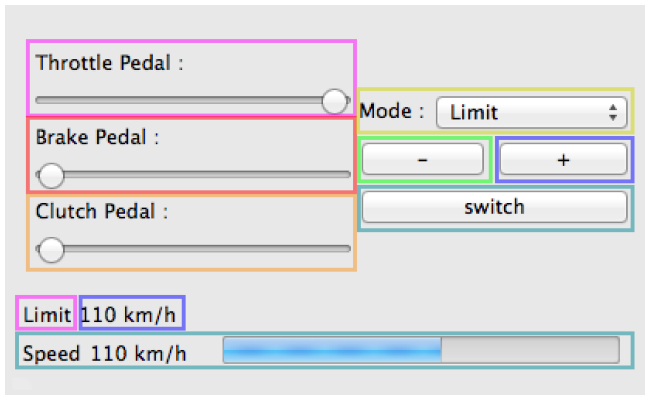 Throttle Pedal :
Mode : Limit
Brake Pedal :
- +
Clutch Pedal :
switch
Limit 110 km/h
Speed 110 km/h